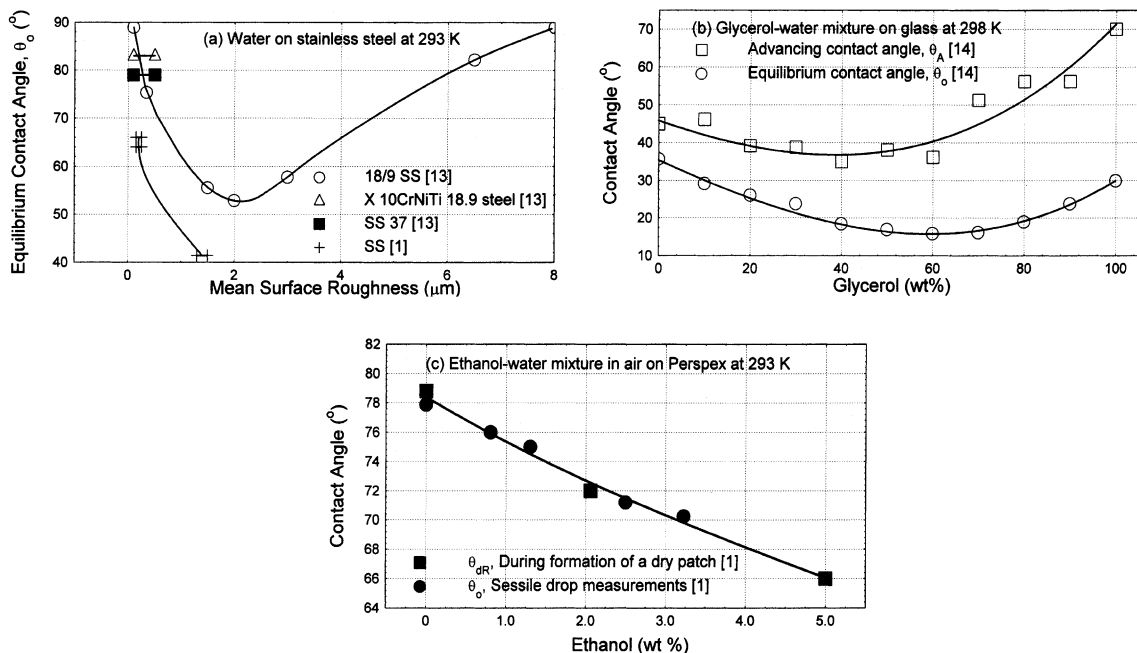 (a) Water on stainless steel at 293 K
Equilibrium Contact Angle, θo (o)
90
80
70
60
50
40
18/9 SS [13]
X 10CrNiTi 18.9 steel [13]
SS 37 [13]
SS [1]
0 2 4 6 8
Mean Surface Roughness (μm)
(b) Glycerol-water mixture on glass at 298 K
Advancing contact angle, θA [14]
Equilibrium contact angle, θo [14]
Contact Angle (o)
70
60
50
40
30
20
10
0 20 40 60 80 100
Glycerol (wt%)
(c) Ethanol-water mixture in air on Perspex at 293 K
Contact Angle (o)
82
80
78
76
74
72
70
68
66
64
θdR, During formation of a dry patch [1]
θo, Sessile drop measurements [1]
0 1.0 2.0 3.0 4.0 5.0
Ethanol (wt %)